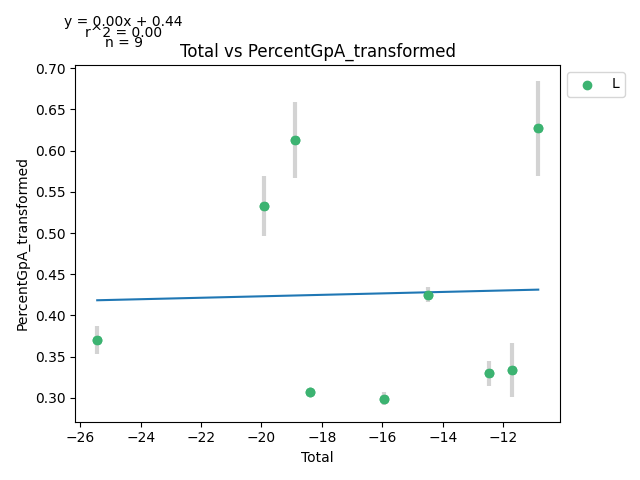 y = 0.00x + 0.44
r^2 = 0.00
n = 9
Total vs PercentGpA_transformed
L
PercentGpA_transformed
0.70
0.65
0.60
0.55
0.50
0.45
0.40
0.35
0.30
−26
−24
−22
−20
−18
−16
−14
−12
Total